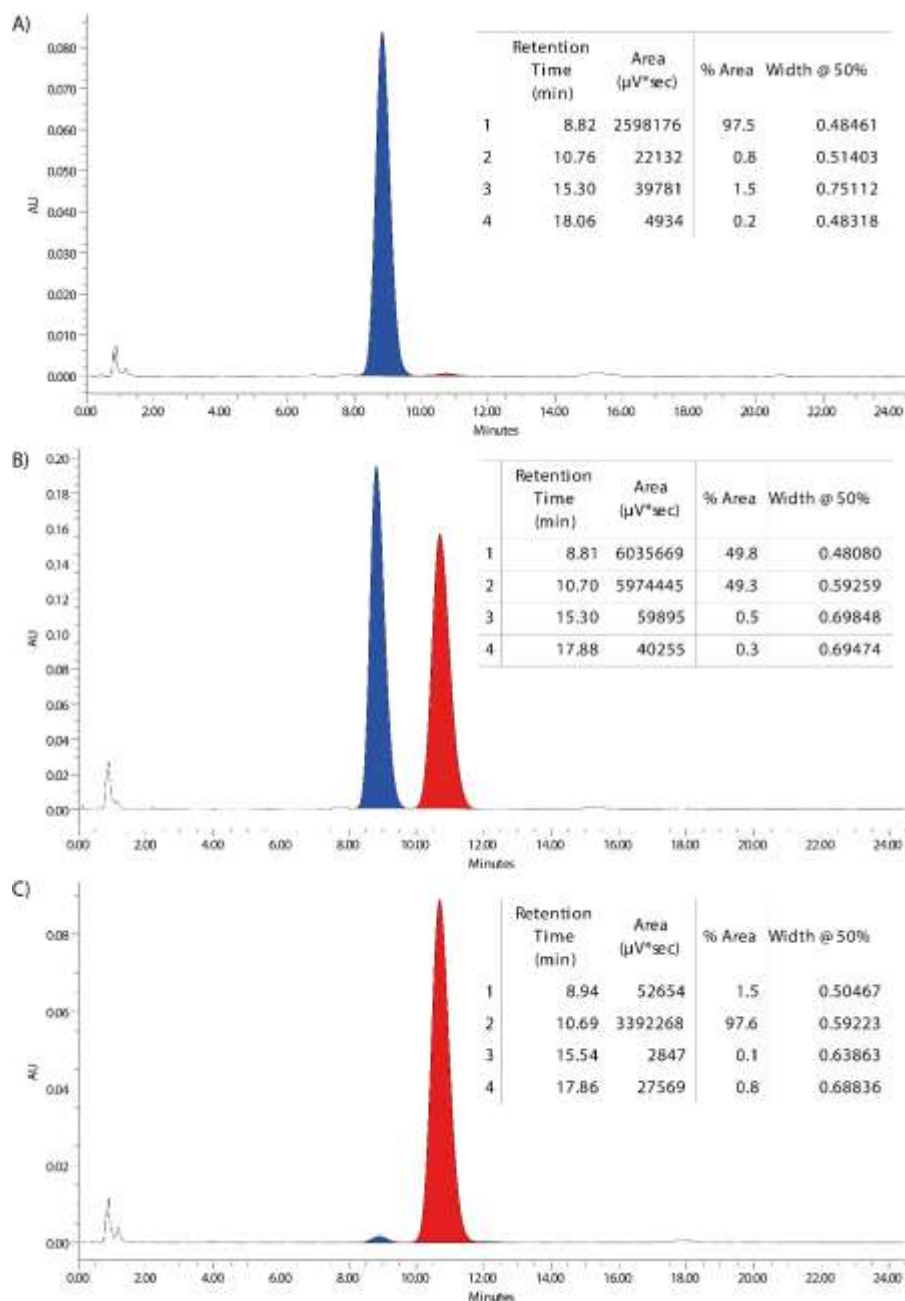 A)
Retention Time (min) Area (µV*sec) % Area Width @ 50%
1 8.82 2598176 97.5 0.48461
2 10.76 22132 0.8 0.51403
3 15.30 39781 1.5 0.75112
4 18.06 4934 0.2 0.48318
AU
0.080
0.070
0.060
0.050
0.040
0.030
0.020
0.010
0.000
0.00 2.00 4.00 6.00 8.00 10.00 12.00 14.00 16.00 18.00 20.00 22.00 24.00
Minutes
B)
Retention Time (min) Area (µV*sec) % Area Width @ 50%
1 8.81 6035669 49.8 0.48080
2 10.70 5974445 49.3 0.59259
3 15.30 59895 0.5 0.69848
4 17.88 40255 0.3 0.69474
AU
0.20
0.18
0.16
0.14
0.12
0.10
0.08
0.06
0.04
0.02
0.00
0.00 2.00 4.00 6.00 8.00 10.00 12.00 14.00 16.00 18.00 20.00 22.00 24.00
Minutes
C)
Retention Time (min) Area (µV*sec) % Area Width @ 50%
1 8.94 52654 1.5 0.50467
2 10.69 3392268 97.6 0.59223
3 15.54 2847 0.1 0.63863
4 17.86 27569 0.8 0.68836
AU
0.08
0.06
0.04
0.02
0.00
0.00 2.00 4.00 6.00 8.00 10.00 12.00 14.00 16.00 18.00 20.00 22.00 24.00
Minutes